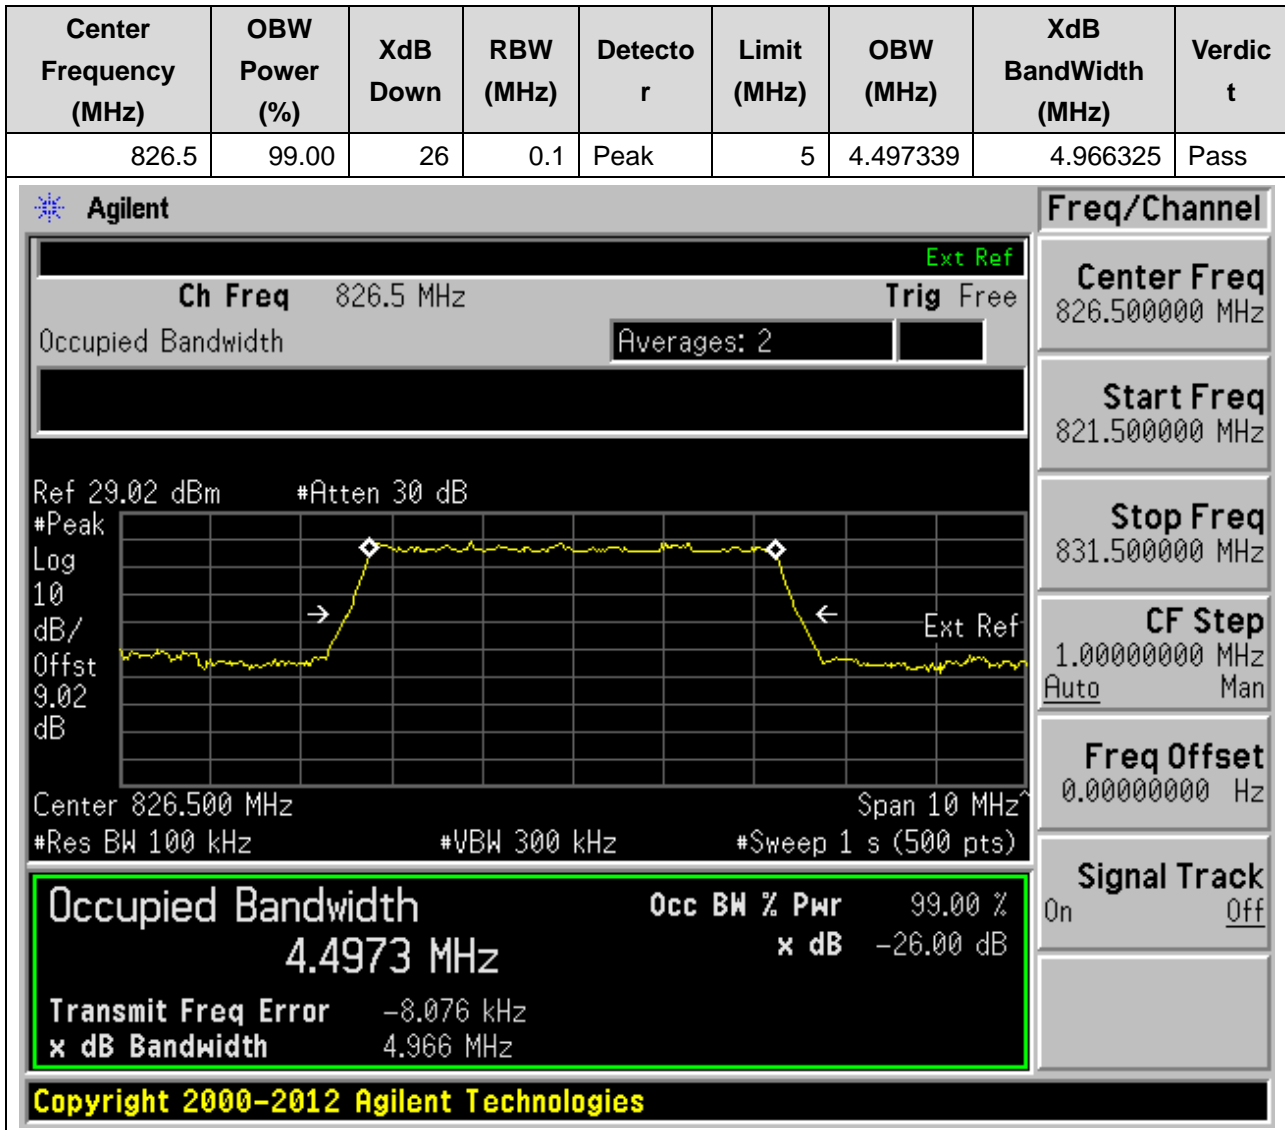 Center Frequency (MHz) OBW Power (%) XdB Down RBW (MHz) Detector Limit (MHz) OBW (MHz) XdB BandWidth (MHz) Verdict
826.5 99.00 26 0.1 Peak 5 4.497339 4.966325 Pass
Agilent
Freq/Channel
Ext Ref
Ch Freq 826.5 MHz Trig Free
Occupied Bandwidth Averages: 2
Ref 29.02 dBm #Atten 30 dB
#Peak
Log
10
dB/
Offst
9.02
dB
Ext Ref
Center 826.500 MHz Span 10 MHz^
#Res BW 100 kHz #VBW 300 kHz #Sweep 1 s (500 pts)
Occupied Bandwidth Occ BW % Pwr 99.00 %
4.4973 MHz x dB -26.00 dB
Transmit Freq Error -8.076 kHz
x dB Bandwidth 4.966 MHz
Center Freq
826.500000 MHz
Start Freq
821.500000 MHz
Stop Freq
831.500000 MHz
CF Step
1.00000000 MHz
Auto Man
Freq Offset
0.00000000 Hz
Signal Track
On Off
Copyright 2000-2012 Agilent Technologies